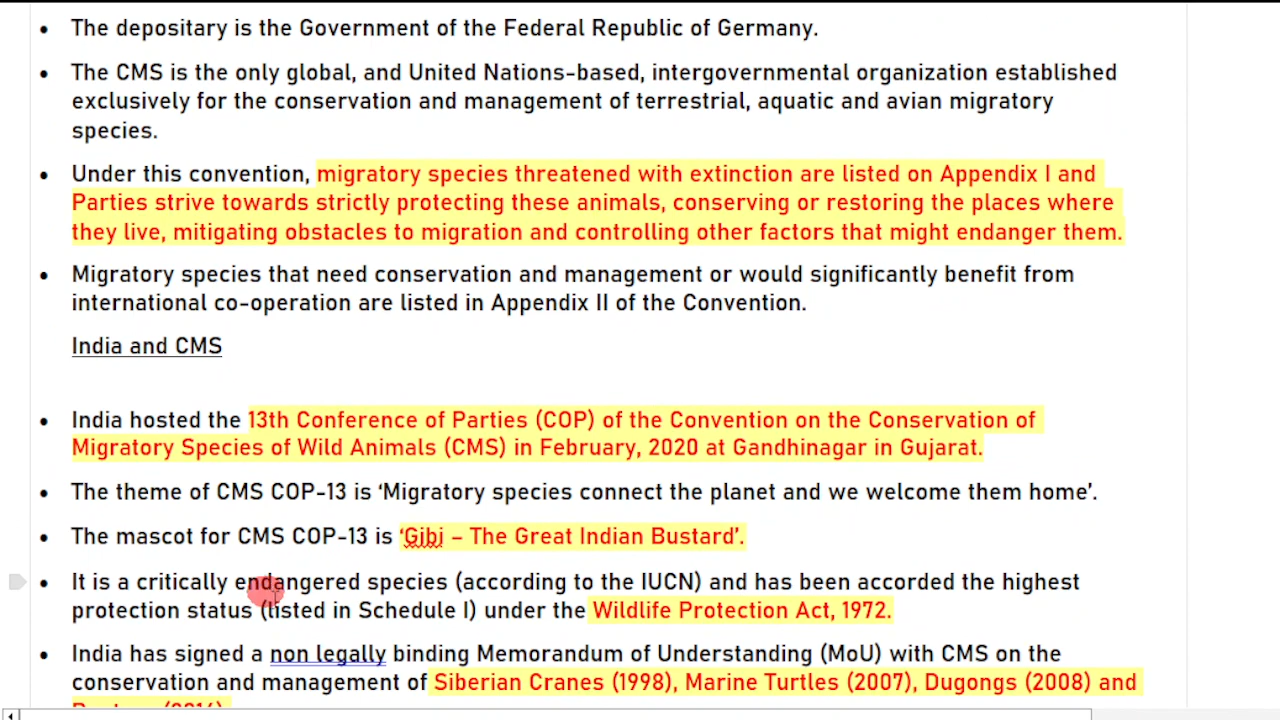 The depositary is the Government of the Federal Republic of Germany.
The CMS is the only global, and United Nations-based, intergovernmental organization established
exclusively for the conservation and management of terrestrial, aquatic and avian migratory
species.
Under this convention, migratory species threatened with extinction are listed on Appendix I and
Parties strive towards strictly protecting these animals, conserving or restoring the places where
they live, mitigating obstacles to migration and controlling other factors that might endanger them.
Migratory species that need conservation and management or would significantly benefit from
international co-operation are listed in Appendix II of the Convention.
India and CMS
India hosted the 13th Conference of Parties (COP) of the Convention on the Conservation of
Migratory Species of Wild Animals (CMS) in February, 2020 at Gandhinagar in Gujarat.
The theme of CMS COP-13 is ‘Migratory species connect the planet and we welcome them home’.
The mascot for CMS COP-13 is ‘Gibi – The Great Indian Bustard’.
It is a critically endangered species (according to the IUCN) and has been accorded the highest
protection status (listed in Schedule I) under the Wildlife Protection Act, 1972.
India has signed a non legally binding Memorandum of Understanding (MoU) with CMS on the
conservation and management of Siberian Cranes (1998), Marine Turtles (2007), Dugongs (2008) and